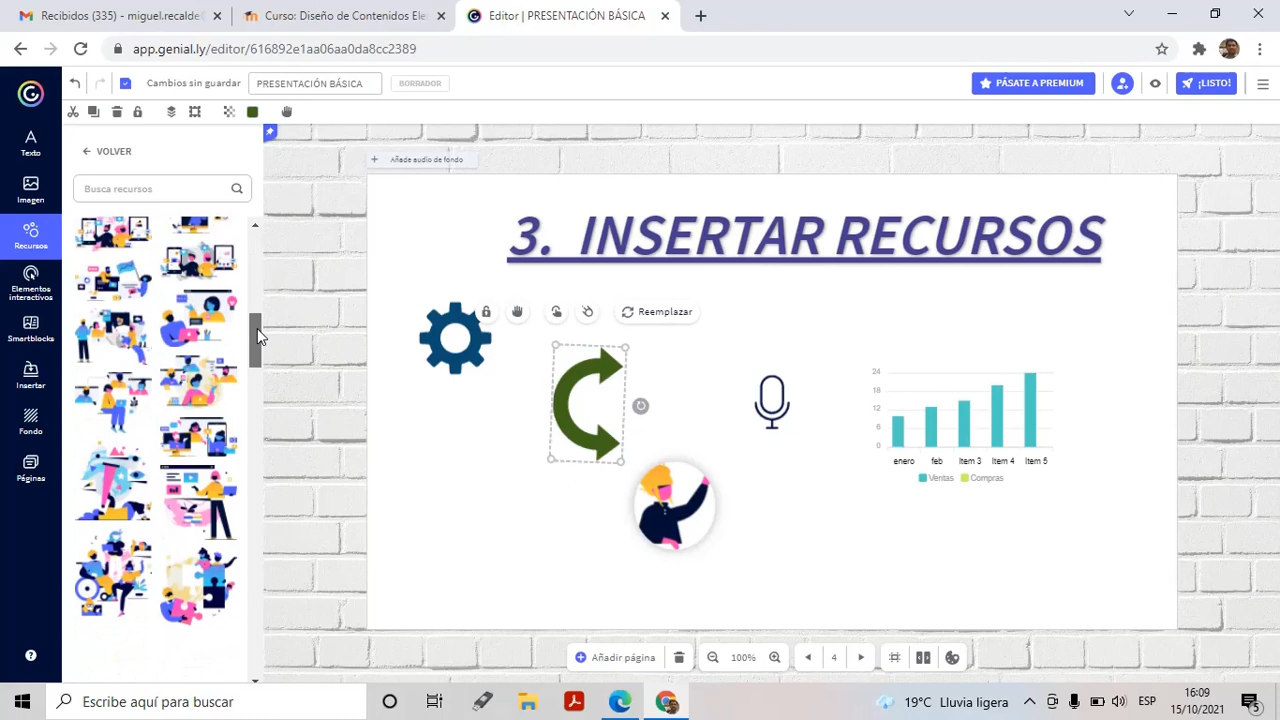 Recibidos (335) - miguel.recalde
Curso: Diseño de Contenidos Ele
Editor | PRESENTACIÓN BÁSICA
app.genial.ly/editor/616892e1aa06aa0da8cc2389
Cambios sin guardar
PRESENTACIÓN BÁSICA
BORRADOR
PÁSATE A PREMIUM
¡LISTO!
Texto
Imagen
Recursos
Elementos
interactivos
Smartblocks
Insertar
Fondo
Páginas
VOLVER
Busca recursos
Añade audio de fondo
3. INSERTAR RECURSOS
Reemplazar
24
18
12
6
0
enero feb Item 3 Item 4 Item 5
Ventas Compras
Añadir página
100%
4
Escribe aquí para buscar
19°C Lluvia ligera
ESP
16:09
15/10/2021
5